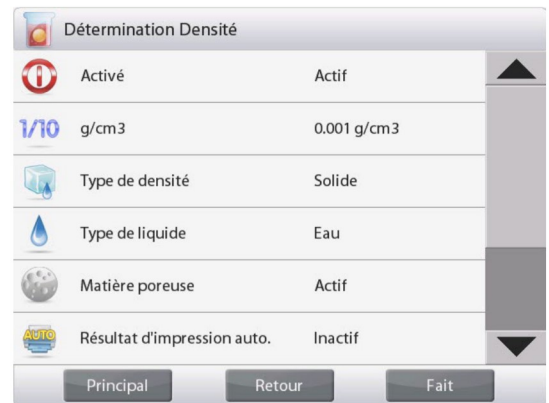 Détermination Densité
Activé Actif
1/10 g/cm3 0.001 g/cm3
Type de densité Solide
Type de liquide Eau
Matière poreuse Actif
AUTO Résultat d'impression auto. Inactif
Principal Retour Fait